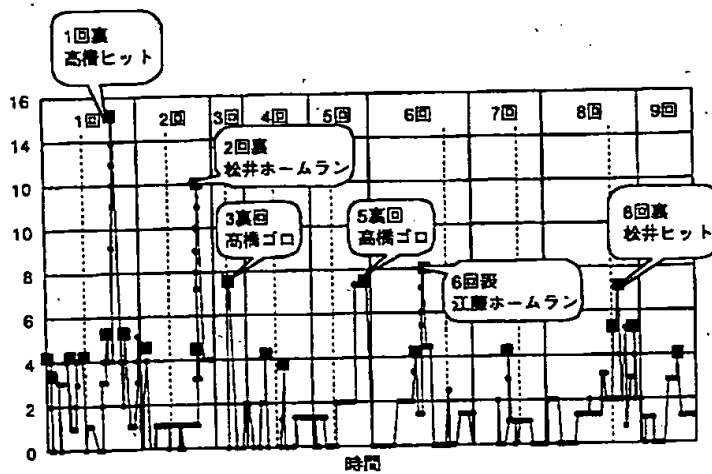 1回裏
高橋ヒット
16
14
12
10
8
6
4
2
0
1回
2回
3回
4回
5回
6回
7回
8回
9回
2回裏
松井ホームラン
3裏回
高橋ゴロ
5裏回
高橋ゴロ
6回表
江藤ホームラン
8回裏
松井ヒット
時間